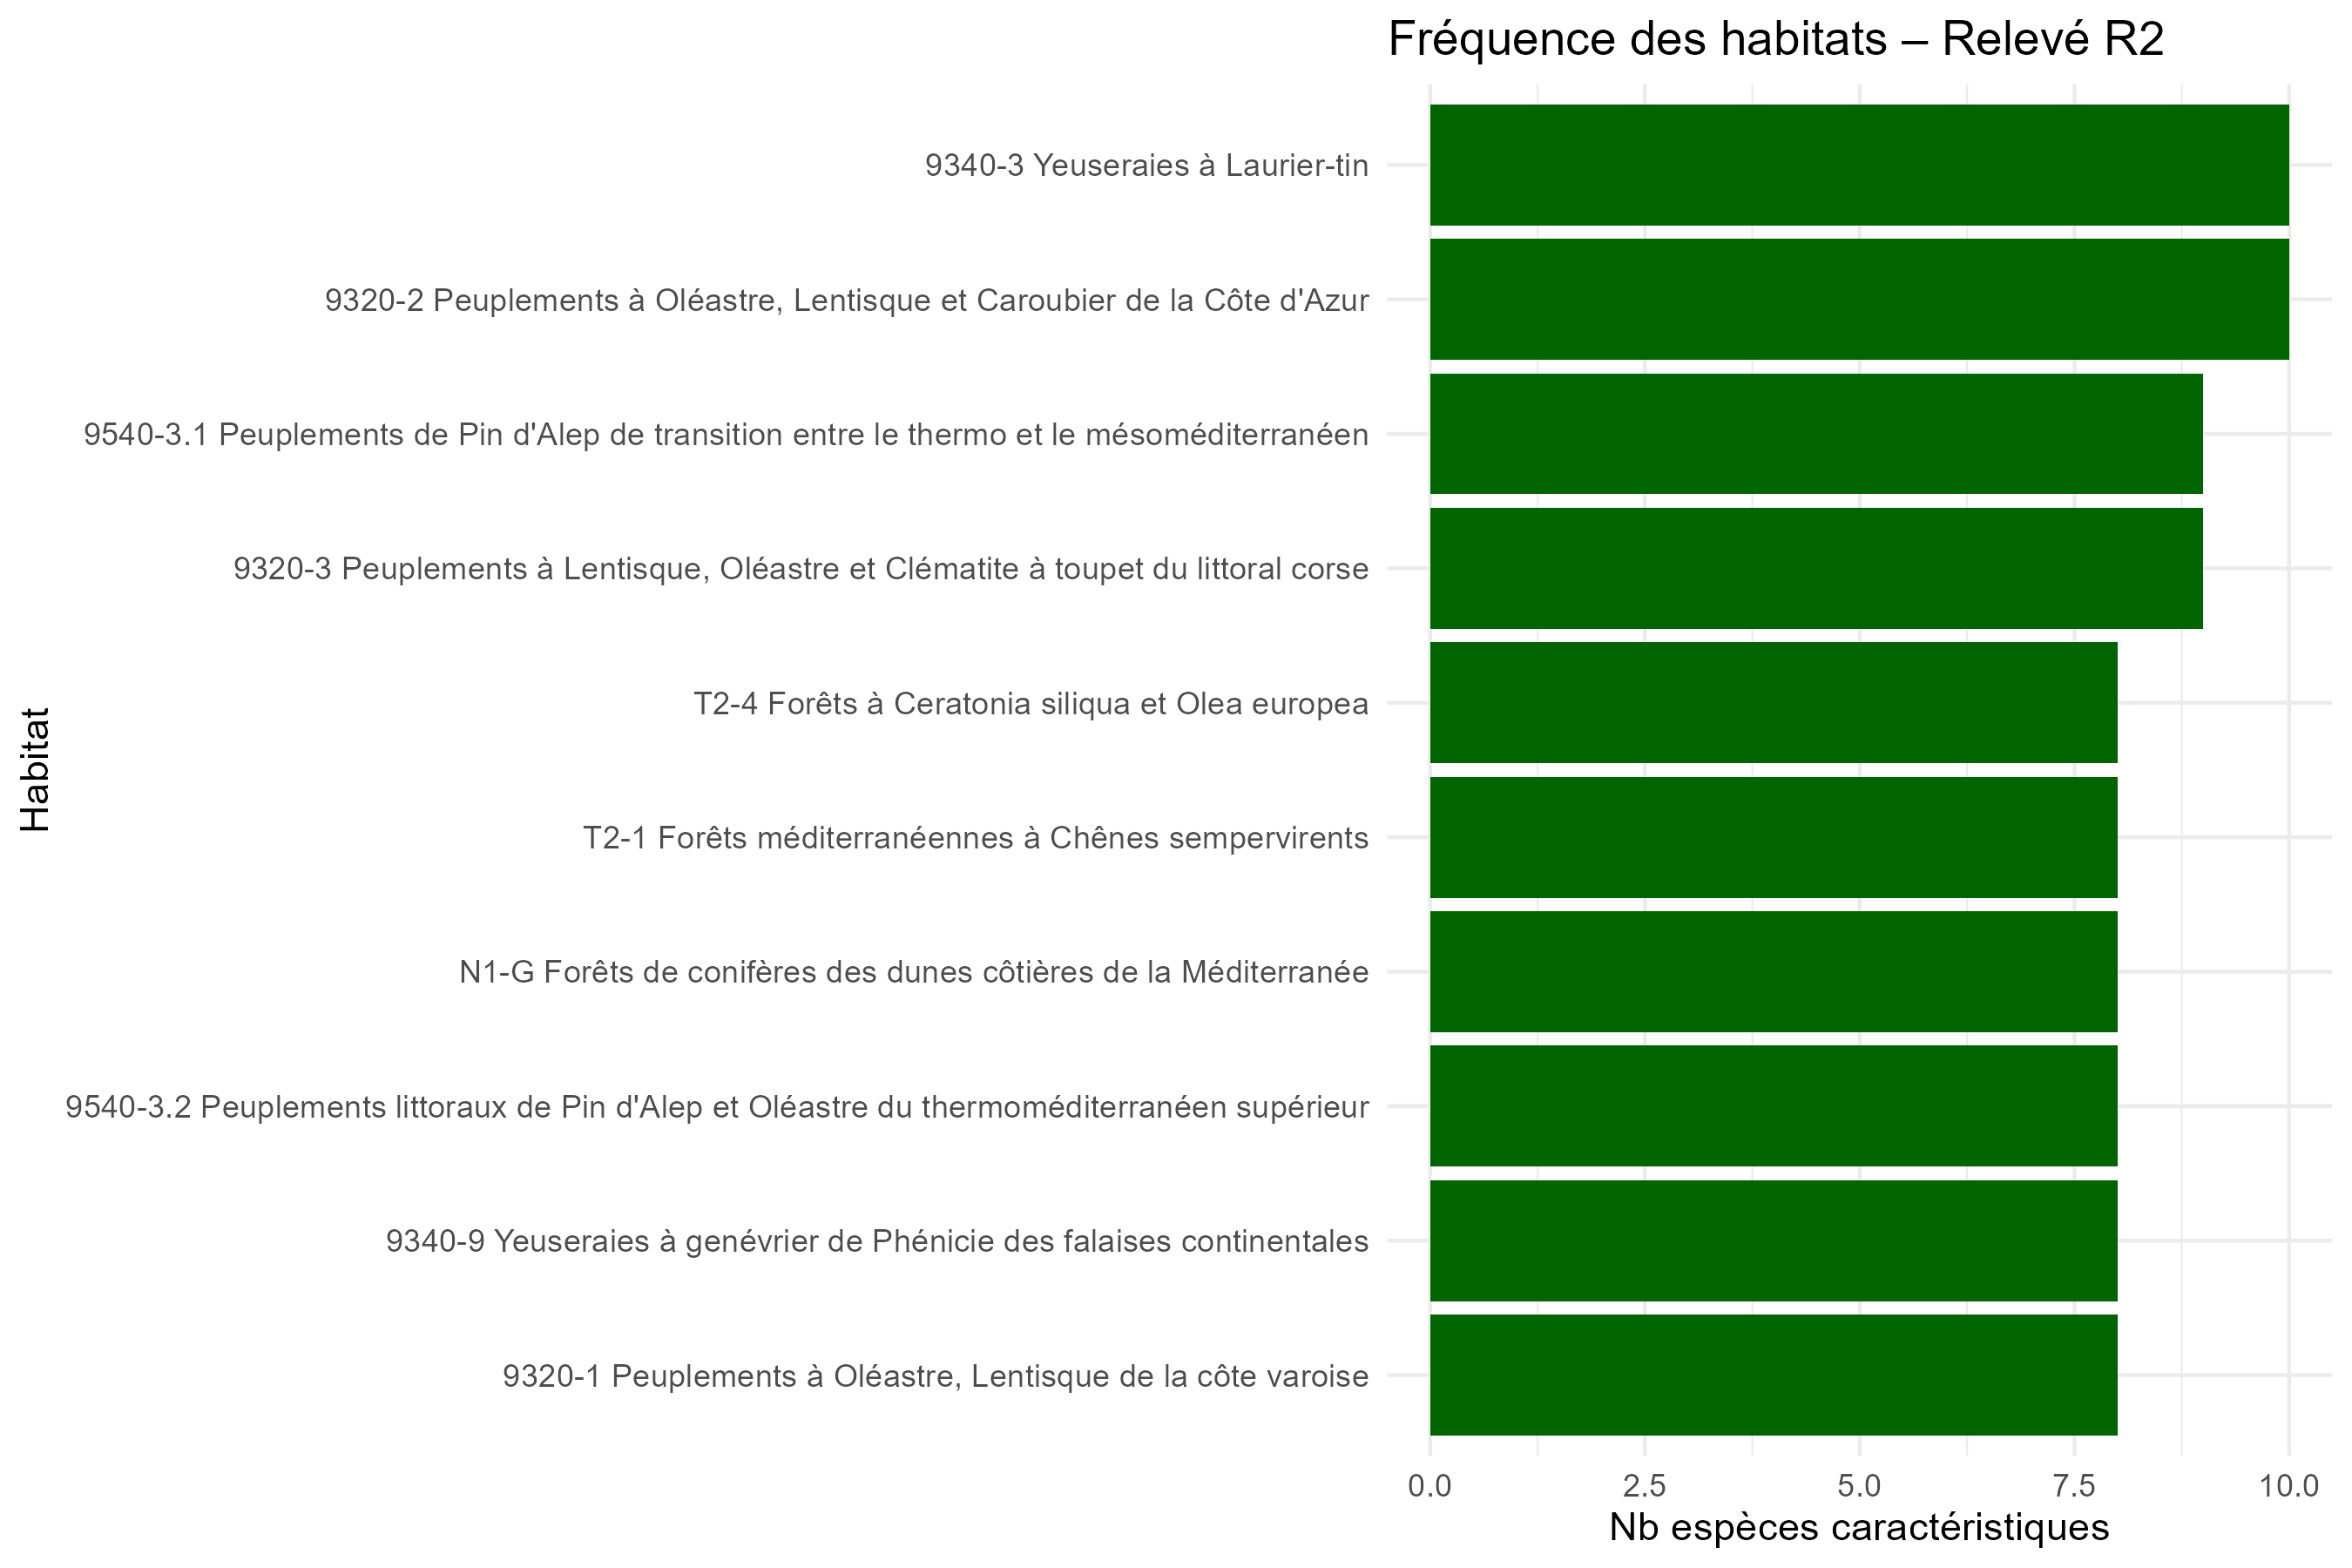 Fréquence des habitats – Relevé R2
Habitat
9340-3 Yeuseraies à Laurier-tin
9320-2 Peuplements à Oléastre, Lentisque et Caroubier de la Côte d'Azur
9540-3.1 Peuplements de Pin d'Alep de transition entre le thermo et le mésoméditerranéen
9320-3 Peuplements à Lentisque, Oléastre et Clématite à toupet du littoral corse
T2-4 Forêts à Ceratonia siliqua et Olea europea
T2-1 Forêts méditerranéennes à Chênes sempervirents
N1-G Forêts de conifères des dunes côtières de la Méditerranée
9540-3.2 Peuplements littoraux de Pin d'Alep et Oléastre du thermoméditerranéen supérieur
9340-9 Yeuseraies à genévrier de Phénicie des falaises continentales
9320-1 Peuplements à Oléastre, Lentisque de la côte varoise
0.0 2.5 5.0 7.5 10.0
Nb espèces caractéristiques